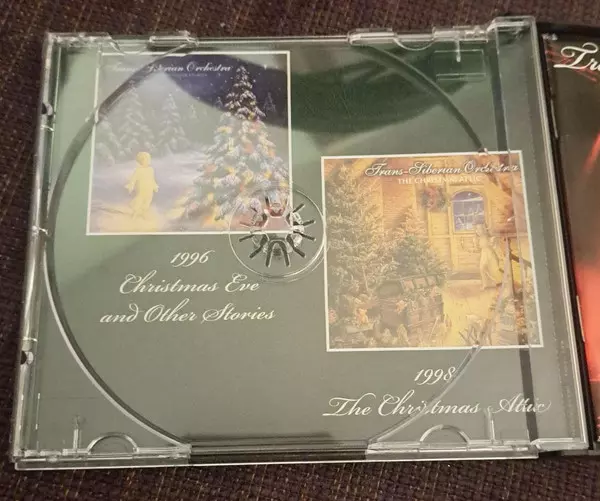 Trans-Siberian Orchestra
1996
Christmas Eve
and Other Stories
Trans-Siberian Orchestra
THE CHRISTMAS ATTIC
1998
The Christmas Attic
Tra